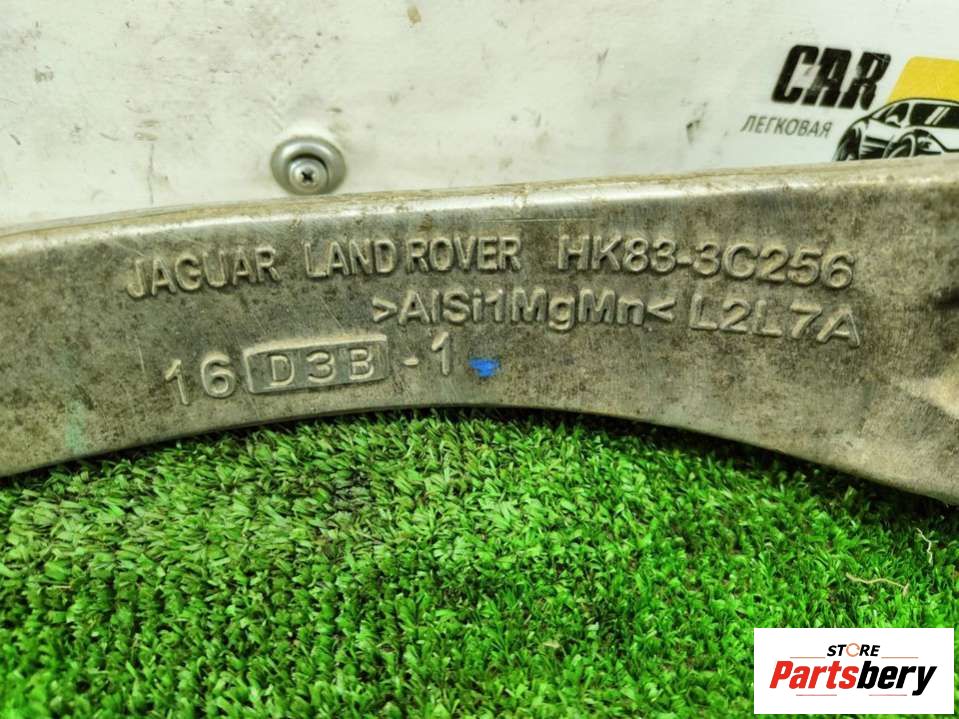 CAR
ЛЕГКОВАЯ
JAGUAR LAND ROVER HK83-3C256
>AlSi1MgMn< L2L7A
16 D3B -1
STORE
Partsbery